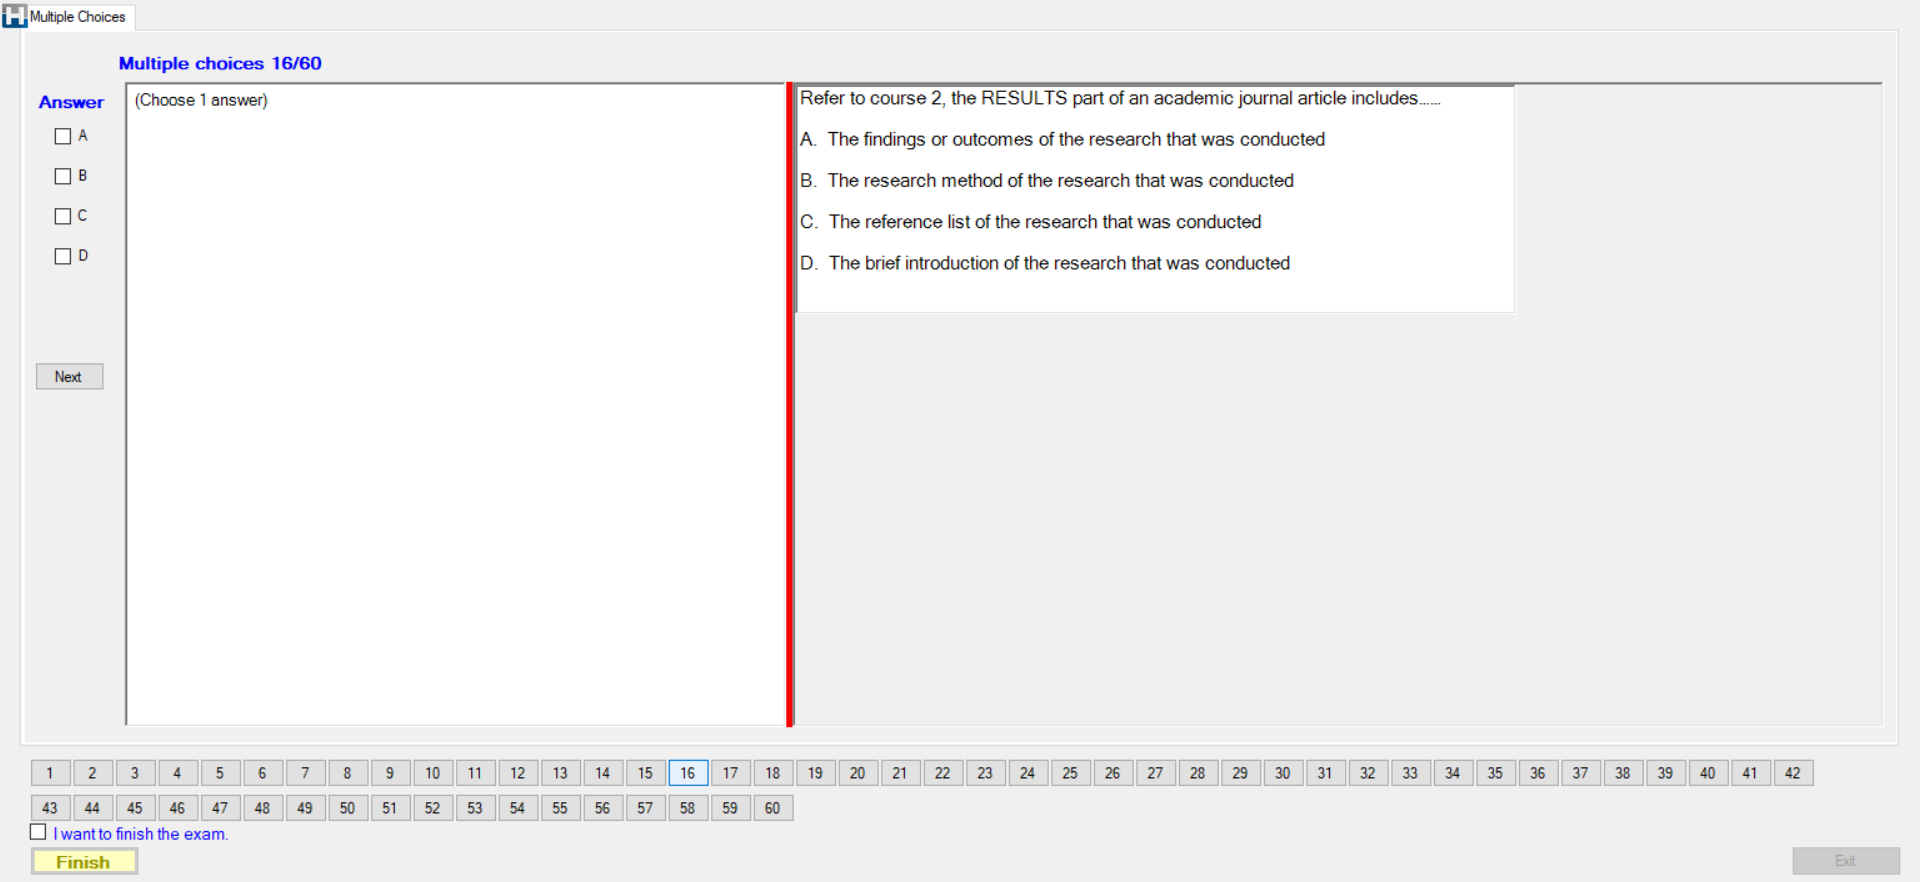 Multiple Choices
Multiple choices 16/60
Answer
A
B
C
D
Next
(Choose 1 answer)
Refer to course 2, the RESULTS part of an academic journal article includes......
A. The findings or outcomes of the research that was conducted
B. The research method of the research that was conducted
C. The reference list of the research that was conducted
D. The brief introduction of the research that was conducted
1 2 3 4 5 6 7 8 9 10 11 12 13 14 15 16 17 18 19 20 21 22 23 24 25 26 27 28 29 30 31 32 33 34 35 36 37 38 39 40 41 42
43 44 45 46 47 48 49 50 51 52 53 54 55 56 57 58 59 60
I want to finish the exam.
Finish
Exit